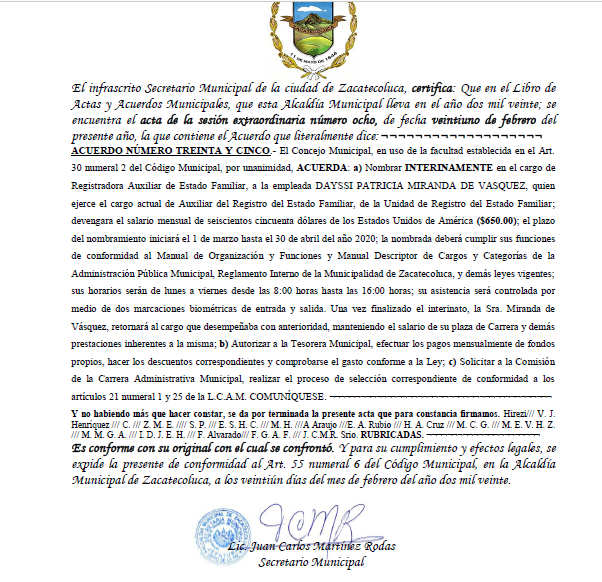 ZACATECOLUCA
17 DE MAYO DE 1844
El infrascrito Secretario Municipal de la ciudad de Zacatecoluca, certifica: Que en el Libro de
Actas y Acuerdos Municipales, que esta Alcaldía Municipal lleva en el año dos mil veinte; se
encuentra el acta de la sesión extraordinaria número ocho, de fecha veintiuno de febrero del
presente año, la que contiene el Acuerdo que literalmente dice: ¬¬¬¬¬¬¬¬¬¬¬¬¬¬¬¬¬¬¬
ACUERDO NÚMERO TREINTA Y CINCO.- El Concejo Municipal, en uso de la facultad establecida en el Art.
30 numeral 2 del Código Municipal, por unanimidad, ACUERDA: a) Nombrar INTERINAMENTE en el cargo de
Registradora Auxiliar de Estado Familiar, a la empleada DAYSSI PATRICIA MIRANDA DE VASQUEZ, quien
ejerce el cargo actual de Auxiliar del Registro del Estado Familiar, de la Unidad de Registro del Estado Familiar;
devengara el salario mensual de seiscientos cincuenta dólares de los Estados Unidos de América ($650.00); el plazo
del nombramiento iniciará el 1 de marzo hasta el 30 de abril del año 2020; la nombrada deberá cumplir sus funciones
de conformidad al Manual de Organización y Funciones y Manual Descriptor de Cargos y Categorías de la
Administración Pública Municipal, Reglamento Interno de la Municipalidad de Zacatecoluca, y demás leyes vigentes;
sus horarios serán de lunes a viernes desde las 8:00 horas hasta las 16:00 horas; su asistencia será controlada por
medio de dos marcaciones biométricas de entrada y salida. Una vez finalizado el interinato, la Sra. Miranda de
Vásquez, retornará al cargo que desempeñaba con anterioridad, manteniendo el salario de su plaza de Carrera y demás
prestaciones inherentes a la misma; b) Autorizar a la Tesorera Municipal, efectuar los pagos mensualmente de fondos
propios, hacer los descuentos correspondientes y comprobarse el gasto conforme a la Ley; c) Solicitar a la Comisión
de la Carrera Administrativa Municipal, realizar el proceso de selección correspondiente de conformidad a los
artículos 21 numeral 1 y 25 de la L.C.A.M. COMUNÍQUESE.
Y no habiendo más que hacer constar, se da por terminada la presente acta que para constancia firmamos. Hirezi/// V. J.
Henríquez /// C. /// Z. M. E. //// S. P. /// E. S. H. C. /// M. H. ///A Araujo ///E. A. Rubio /// H. A. Cruz /// M. C. G. /// M. E. V. H. Z.
/// M. M. G. A. /// I. D. J. E. H. /// F. Alvarado/// F. G. A. F. /// J. C.M.R. Srio. RUBRICADAS.
Es conforme con su original con el cual se confrontó. Y para su cumplimiento y efectos legales, se
expide la presente de conformidad al Art. 55 numeral 6 del Código Municipal, en la Alcaldía
Municipal de Zacatecoluca, a los veintiún días del mes de febrero del año dos mil veinte.
JCMR
Lic. Juan Carlos Martínez Rodas
Secretario Municipal